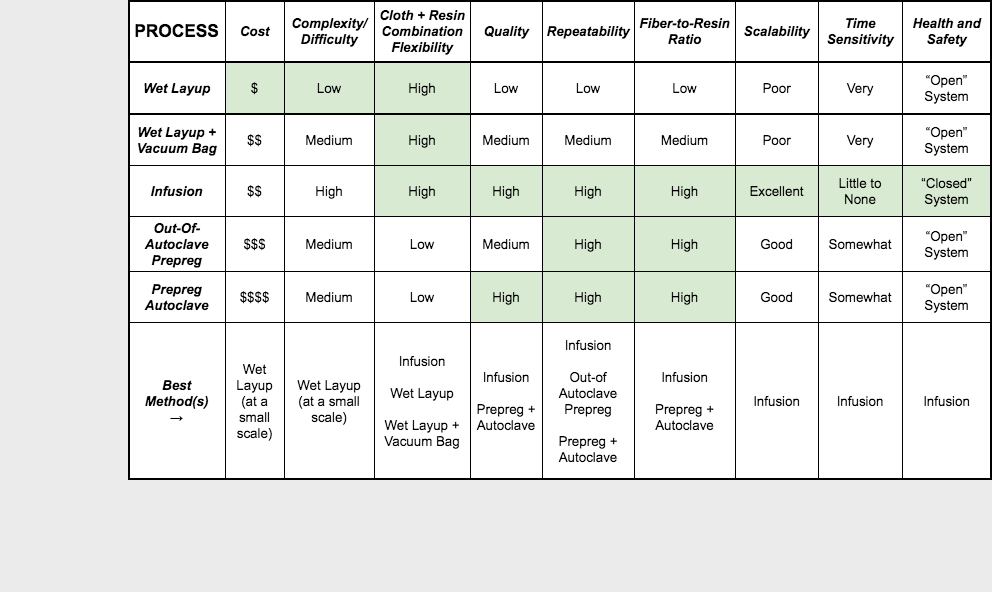 PROCESS
Cost
Complexity/
Difficulty
Cloth + Resin
Combination
Flexibility
Quality
Repeatability
Fiber-to-Resin
Ratio
Scalability
Time
Sensitivity
Health and
Safety
Wet Layup
$
Low
High
Low
Low
Low
Poor
Very
“Open”
System
Wet Layup +
Vacuum Bag
$$
Medium
High
Medium
Medium
Medium
Poor
Very
“Open”
System
Infusion
$$
High
High
High
High
High
Excellent
Little to
None
“Closed”
System
Out-Of-
Autoclave
Prepreg
$$$
Medium
Low
Medium
High
High
Good
Somewhat
“Open”
System
Prepreg
Autoclave
$$$$
Medium
Low
High
High
High
Good
Somewhat
“Open”
System
Best
Method(s)
→
Wet
Layup
(at a
small
scale)
Wet Layup
(at a small
scale)
Infusion
Wet Layup
Wet Layup +
Vacuum Bag
Infusion
Prepreg +
Autoclave
Infusion
Out-of
Autoclave
Prepreg
Prepreg +
Autoclave
Infusion
Prepreg +
Autoclave
Infusion
Infusion
Infusion